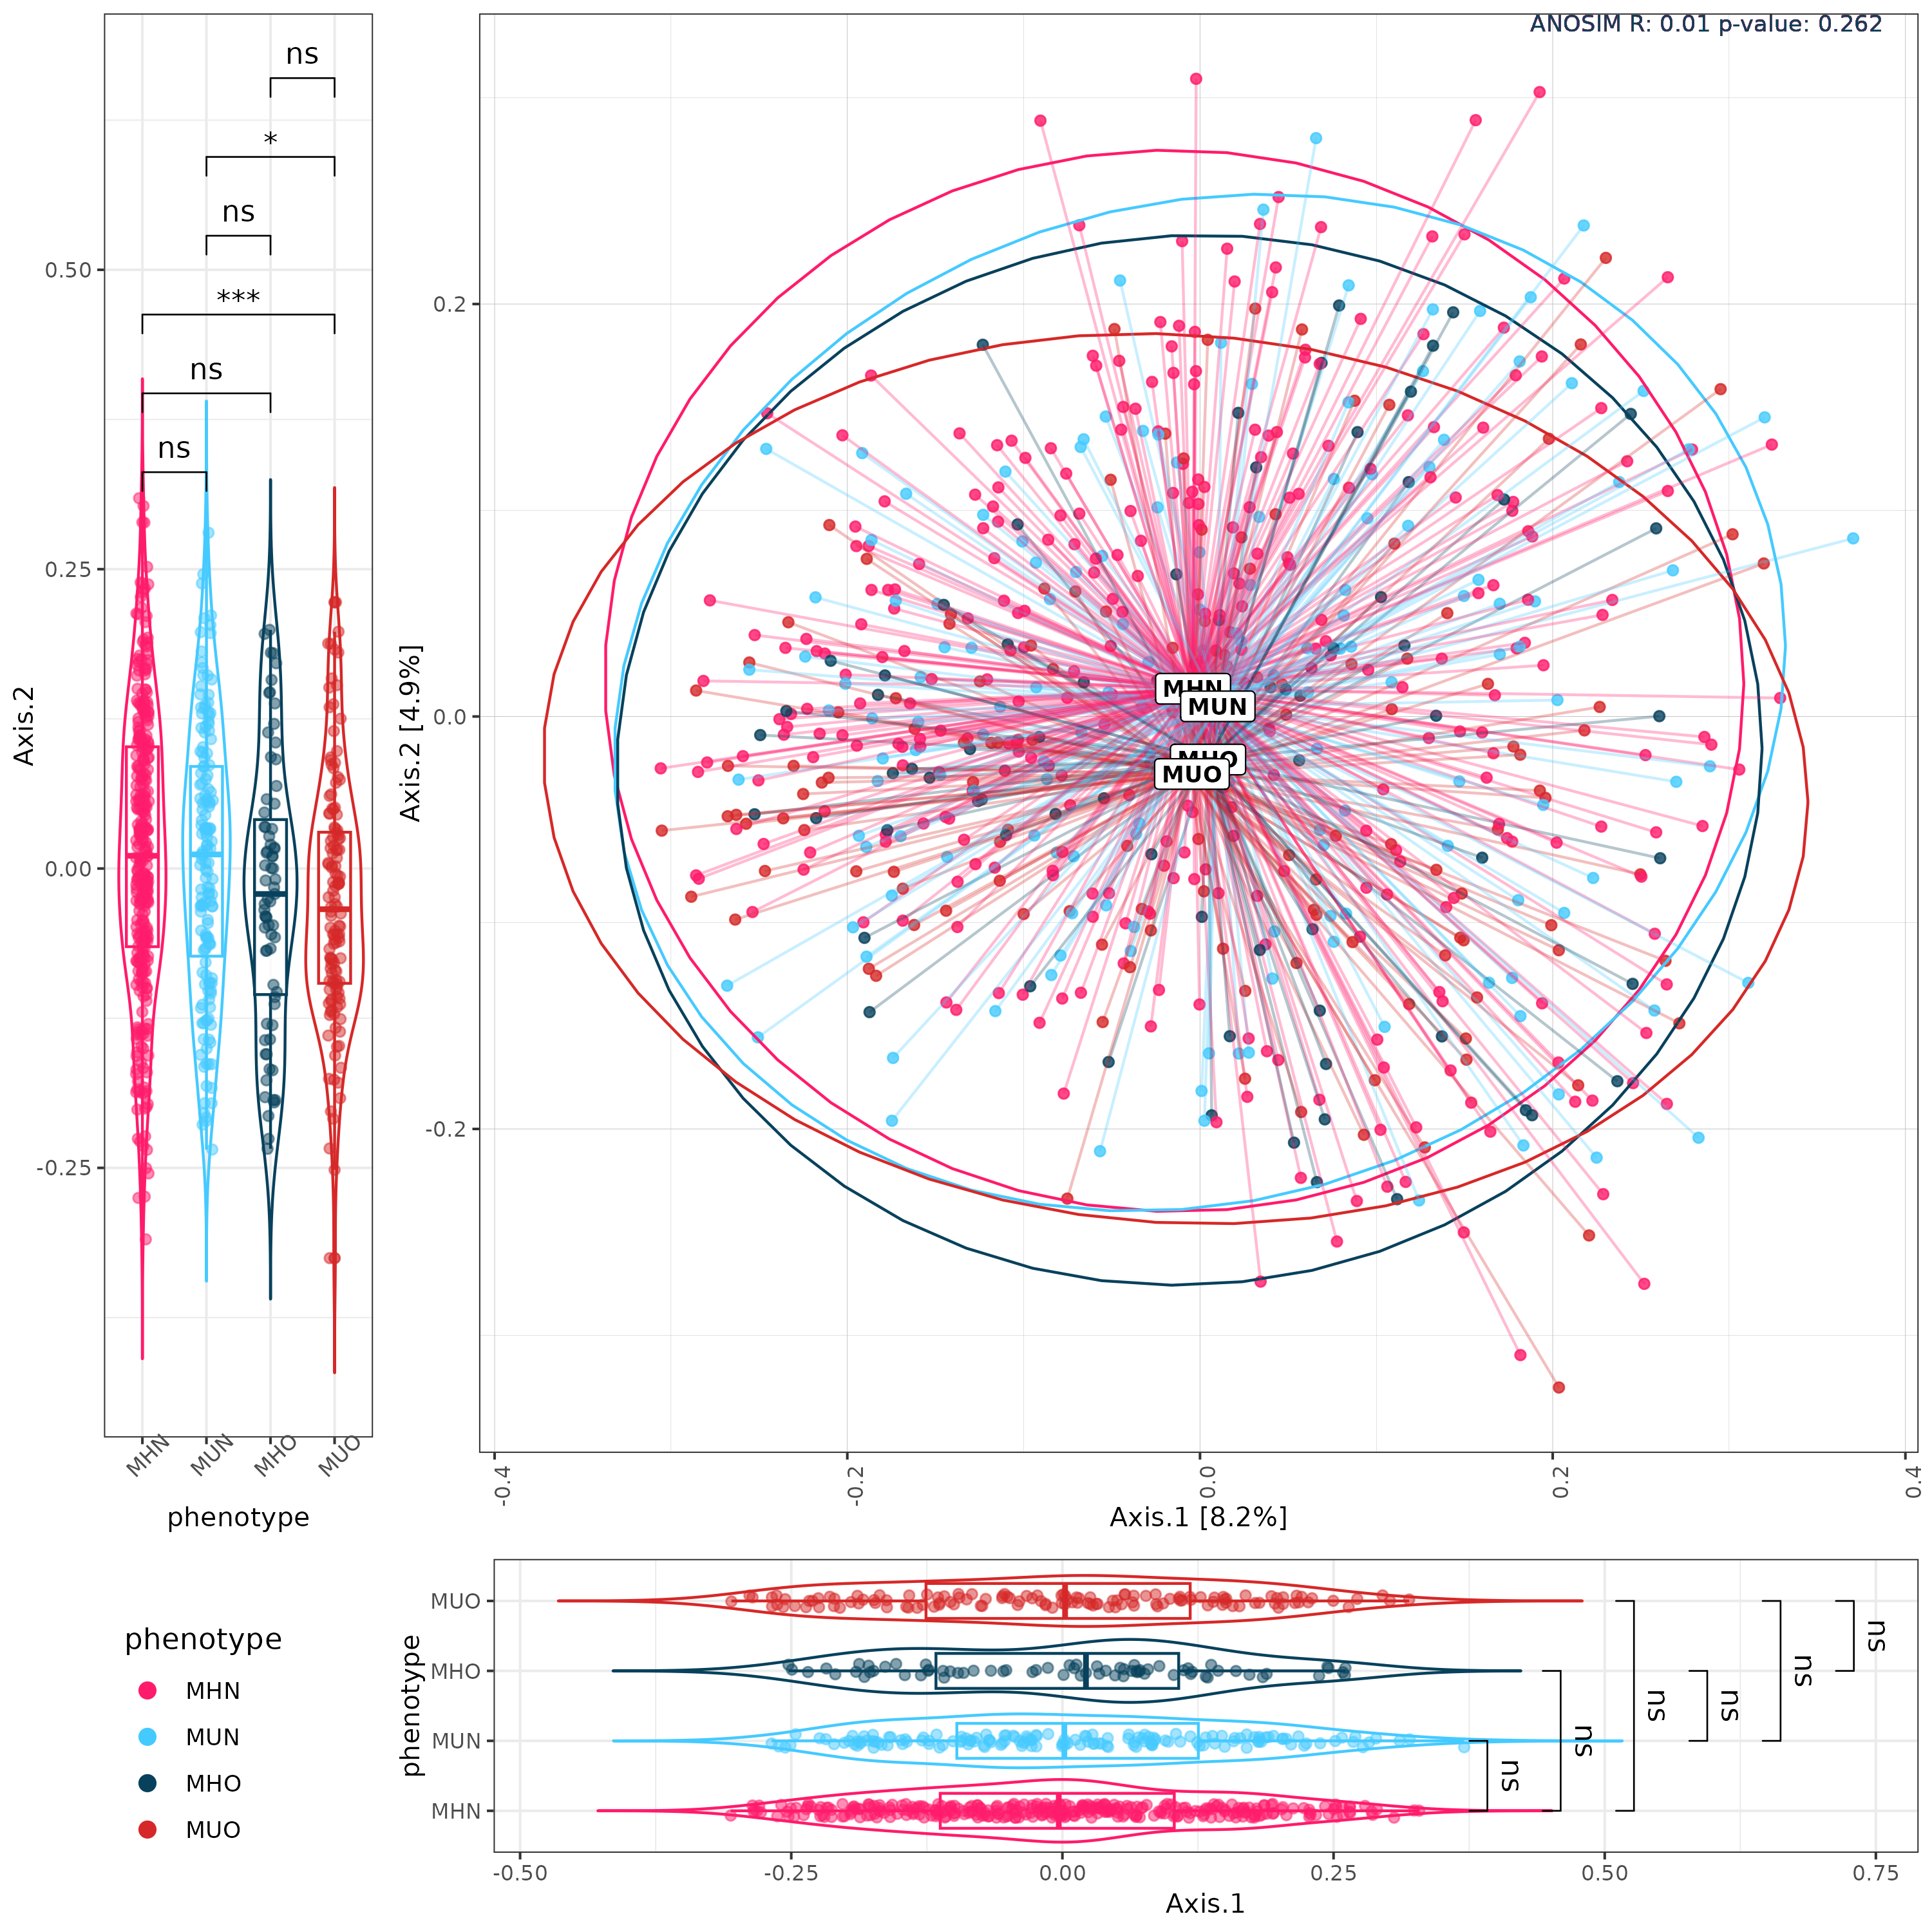 ANOSIM R: 0.01 p-value: 0.262
ns
*
ns
***
ns
ns
0.50
0.25
0.00
-0.25
Axis.2
MHN
MUN
MHO
MUO
phenotype
0.2
0.0
-0.2
Axis.2 [4.9%]
MHN
MUN
MHO
MUO
-0.4
-0.2
0.0
0.2
0.4
Axis.1 [8.2%]
phenotype
MHN
MUN
MHO
MUO
phenotype
MUO
MHO
MUN
MHN
ns
ns
ns
ns
ns
ns
-0.50
-0.25
0.00
0.25
0.50
0.75
Axis.1